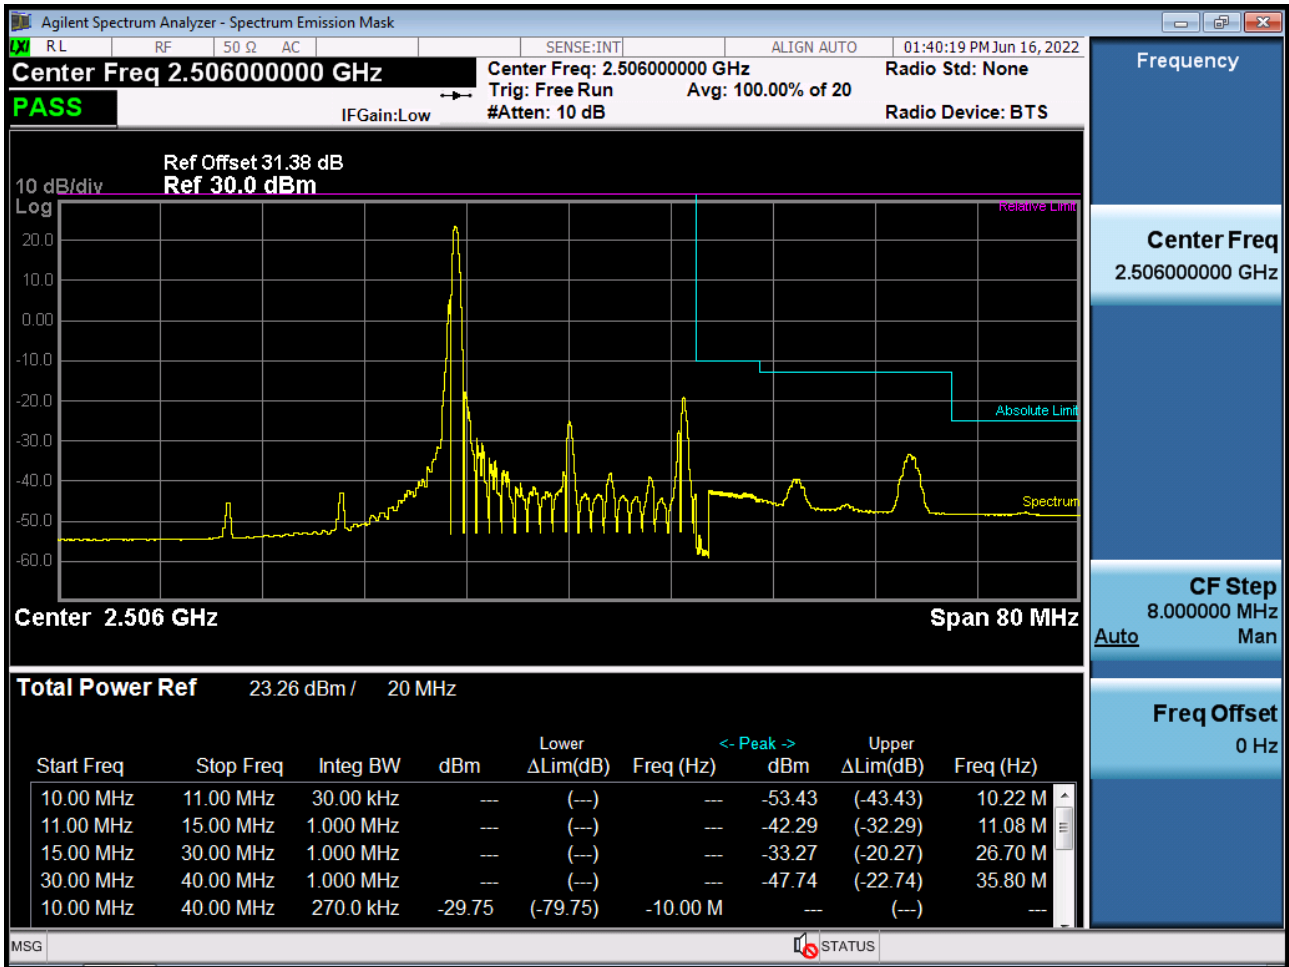 Agilent Spectrum Analyzer - Spectrum Emission Mask
LXI RL RF 50 Ω AC SENSE:INT ALIGN AUTO 01:40:19 PM Jun 16, 2022
Center Freq 2.506000000 GHz
Center Freq: 2.506000000 GHz
Radio Std: None
Trig: Free Run Avg: 100.00% of 20
PASS
IFGain:Low
#Atten: 10 dB
Radio Device: BTS
Ref Offset 31.38 dB
10 dB/div Ref 30.0 dBm
Log
Relative Limit
20.0
10.0
0.00
-10.0
-20.0
Absolute Limit
-30.0
-40.0
Spectrum
-50.0
-60.0
Center 2.506 GHz Span 80 MHz
Total Power Ref 23.26 dBm / 20 MHz
Lower <- Peak -> Upper
Start Freq Stop Freq Integ BW dBm ΔLim(dB) Freq (Hz) dBm ΔLim(dB) Freq (Hz)
10.00 MHz 11.00 MHz 30.00 kHz --- (---) --- -53.43 (-43.43) 10.22 M
11.00 MHz 15.00 MHz 1.000 MHz --- (---) --- -42.29 (-32.29) 11.08 M
15.00 MHz 30.00 MHz 1.000 MHz --- (---) --- -33.27 (-20.27) 26.70 M
30.00 MHz 40.00 MHz 1.000 MHz --- (---) --- -47.74 (-22.74) 35.80 M
10.00 MHz 40.00 MHz 270.0 kHz -29.75 (-79.75) -10.00 M --- (---) ---
MSG STATUS
Frequency
Center Freq
2.506000000 GHz
CF Step
8.000000 MHz
Auto Man
Freq Offset
0 Hz